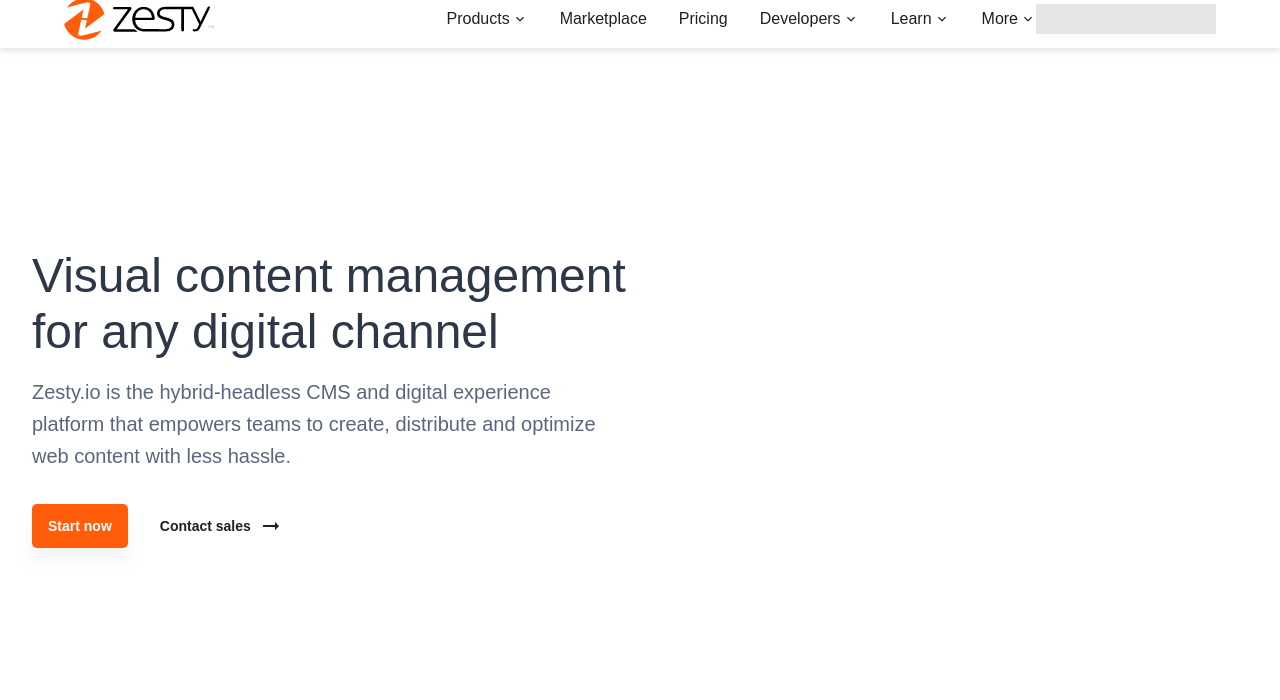 zesty
Products
Marketplace
Pricing
Developers
Learn
More
Visual content management
for any digital channel
Zesty.io is the hybrid-headless CMS and digital experience
platform that empowers teams to create, distribute and optimize
web content with less hassle.
Start now
Contact sales